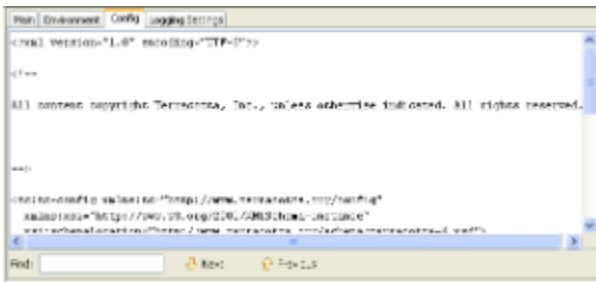 Main Environment Config Logging Settings
<?xml version="1.0" encoding="UTF-8"?>
<!--
All content copyright Terracotta, Inc., unless otherwise indicated. All rights reserved.
-->
<tc:tc-config xmlns:tc="http://www.terracotta.org/config"
xmlns:xsi="http://www.w3.org/2001/XMLSchema-instance"
Find: Next Previous